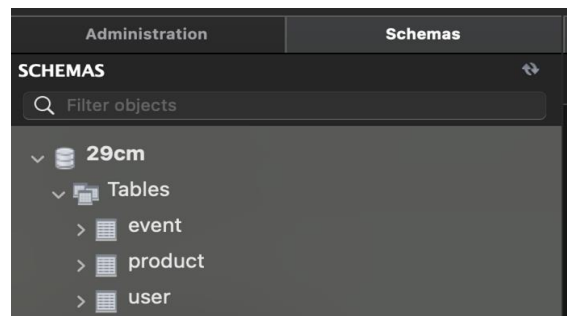 Administration Schemas
SCHEMAS
Filter objects
29cm
Tables
event
product
user